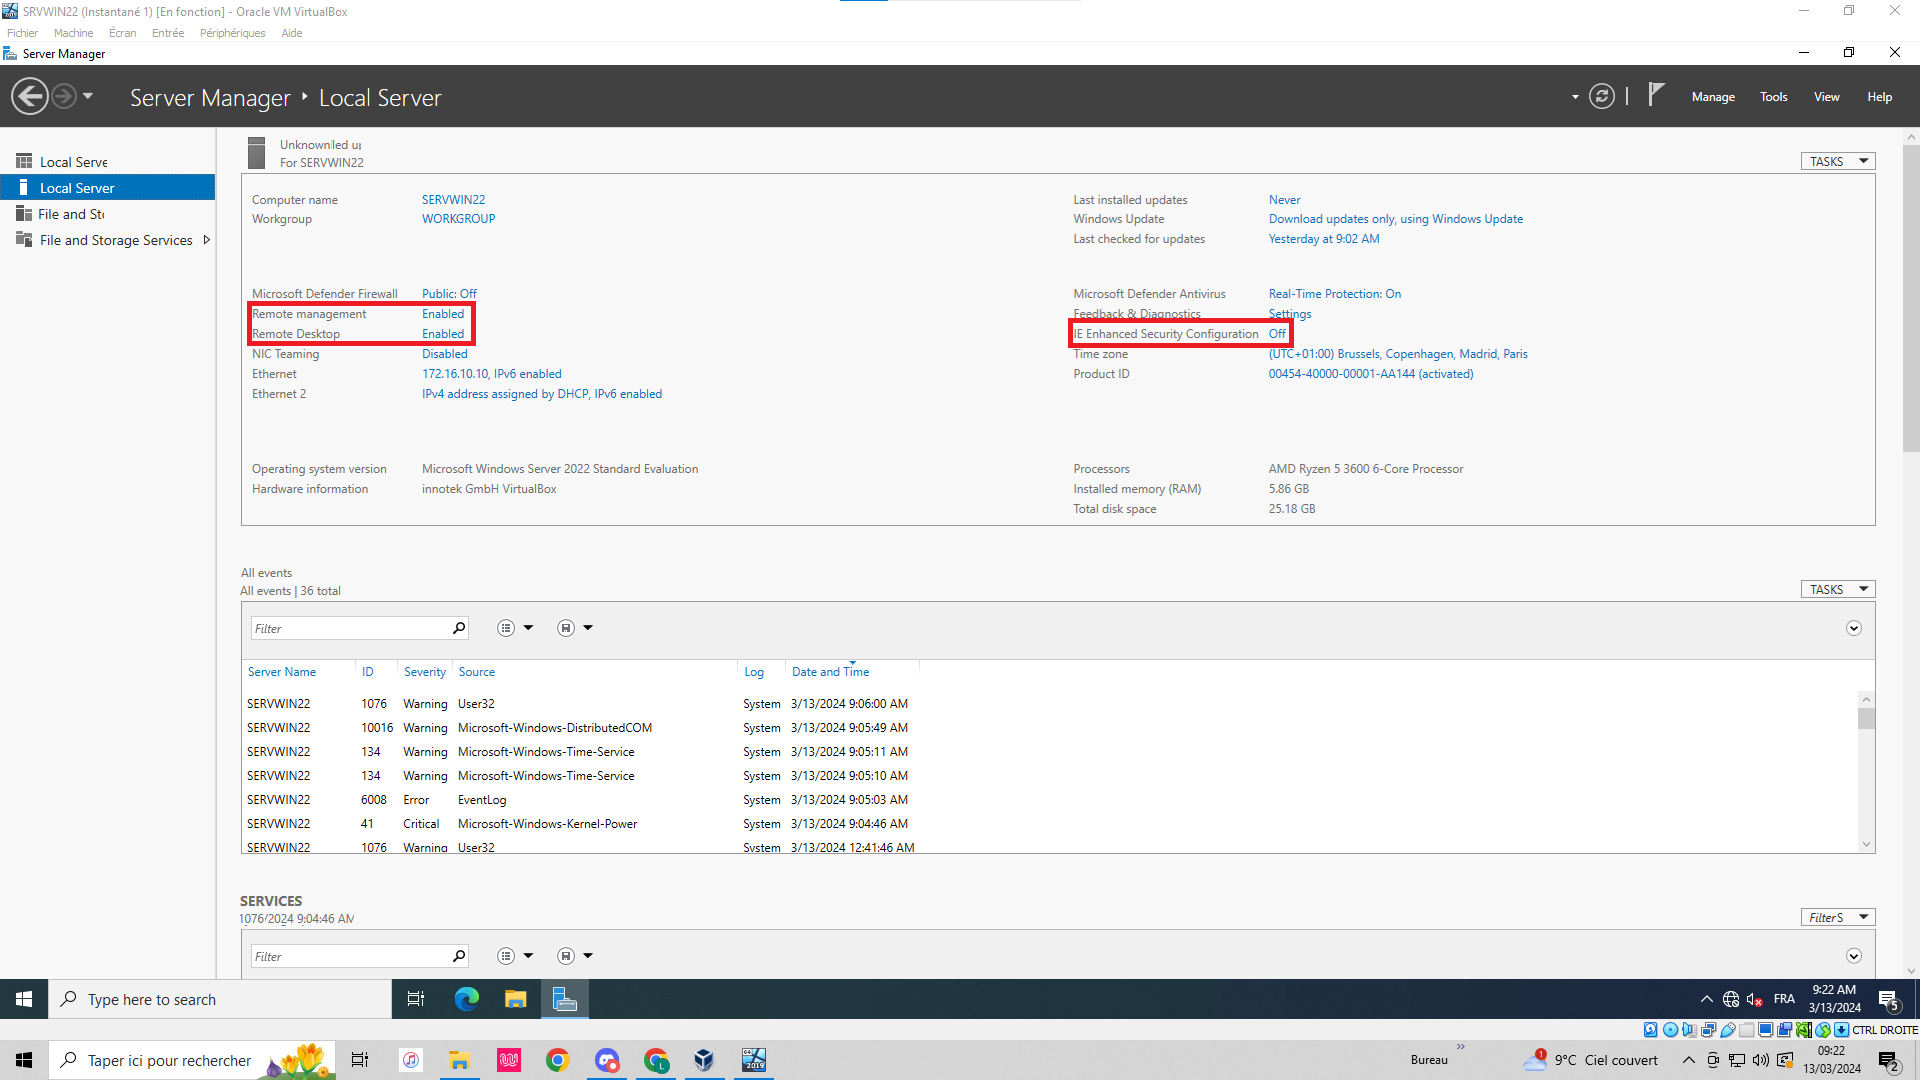 SRVWIN22 (Instantané 1) [En fonction] - Oracle VM VirtualBox
Fichier Machine Écran Entrée Périphériques Aide
Server Manager
Server Manager ‣ Local Server
Manage Tools View Help
Local Serve
Local Server
File and Sto
File and Storage Services
For SERVWIN22
TASKS
Computer name SERVWIN22
Workgroup WORKGROUP
Last installed updates Never
Windows Update Download updates only, using Windows Update
Last checked for updates Yesterday at 9:02 AM
Microsoft Defender Firewall Public: Off
Remote management Enabled
Remote Desktop Enabled
NIC Teaming Disabled
Ethernet 172.16.10.10, IPv6 enabled
Ethernet 2 IPv4 address assigned by DHCP, IPv6 enabled
Microsoft Defender Antivirus Real-Time Protection: On
Feedback & Diagnostics Settings
IE Enhanced Security Configuration Off
Time zone (UTC+01:00) Brussels, Copenhagen, Madrid, Paris
Product ID 00454-40000-00001-AA144 (activated)
Operating system version Microsoft Windows Server 2022 Standard Evaluation
Hardware information innotek GmbH VirtualBox
Processors AMD Ryzen 5 3600 6-Core Processor
Installed memory (RAM) 5.86 GB
Total disk space 25.18 GB
All events
All events | 36 total
TASKS
Filter
Server Name ID Severity Source Log Date and Time
SERVWIN22 1076 Warning User32 System 3/13/2024 9:06:00 AM
SERVWIN22 10016 Warning Microsoft-Windows-DistributedCOM System 3/13/2024 9:05:49 AM
SERVWIN22 134 Warning Microsoft-Windows-Time-Service System 3/13/2024 9:05:11 AM
SERVWIN22 134 Warning Microsoft-Windows-Time-Service System 3/13/2024 9:05:10 AM
SERVWIN22 6008 Error EventLog System 3/13/2024 9:05:03 AM
SERVWIN22 41 Critical Microsoft-Windows-Kernel-Power System 3/13/2024 9:04:46 AM
SERVWIN22 1076 Warning User32 System 3/13/2024 12:41:46 AM
SERVICES
1076/2024 9:04:46 AM
Filter S
Filter
Type here to search
FRA
9:22 AM
3/13/2024
5
CTRL DROITE
Taper ici pour rechercher
64
2019
L
Bureau
1
9°C Ciel couvert
09:22
13/03/2024
2